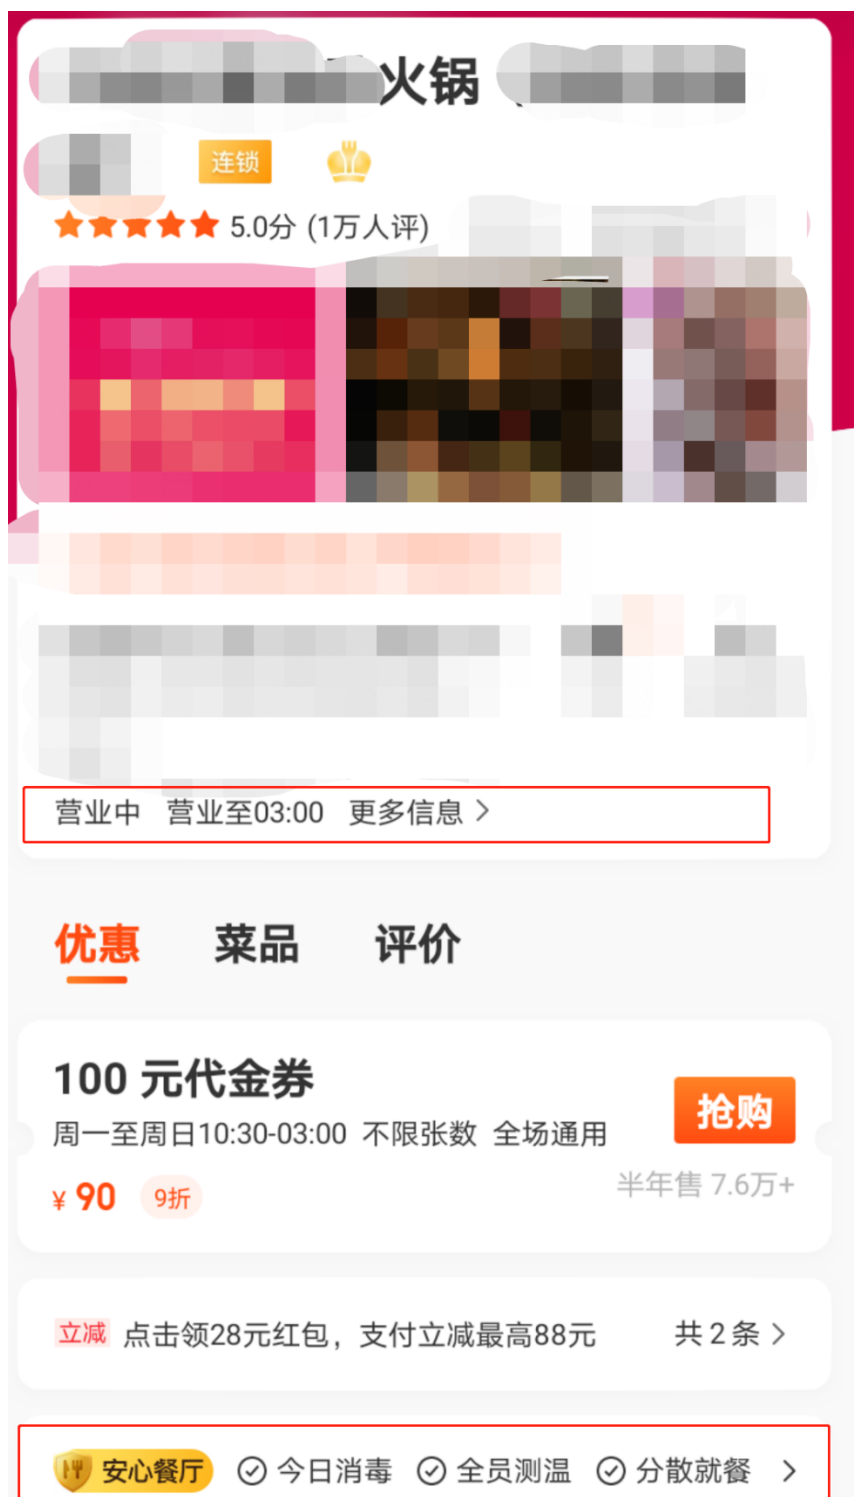 火锅
连锁
5.0分 (1万人评)
营业中 营业至03:00 更多信息 >
优惠 菜品 评价
100 元代金券
抢购
周一至周日10:30-03:00 不限张数 全场通用
¥ 90 9折
半年售 7.6万+
立减 点击领28元红包，支付立减最高88元 共 2 条 >
安心餐厅 今日消毒 全员测温 分散就餐 >